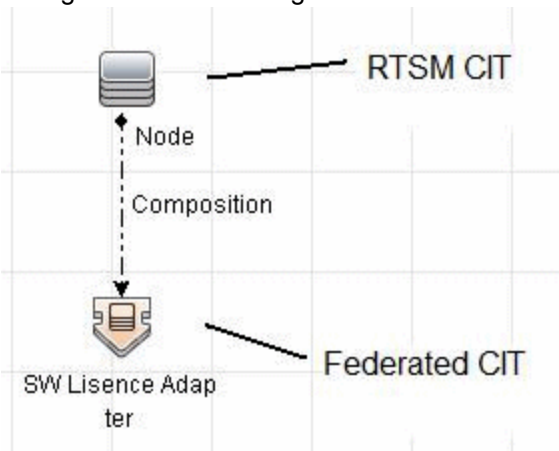 RTSM CIT
Node
Composition
Federated CIT
SW Lisence Adap
ter